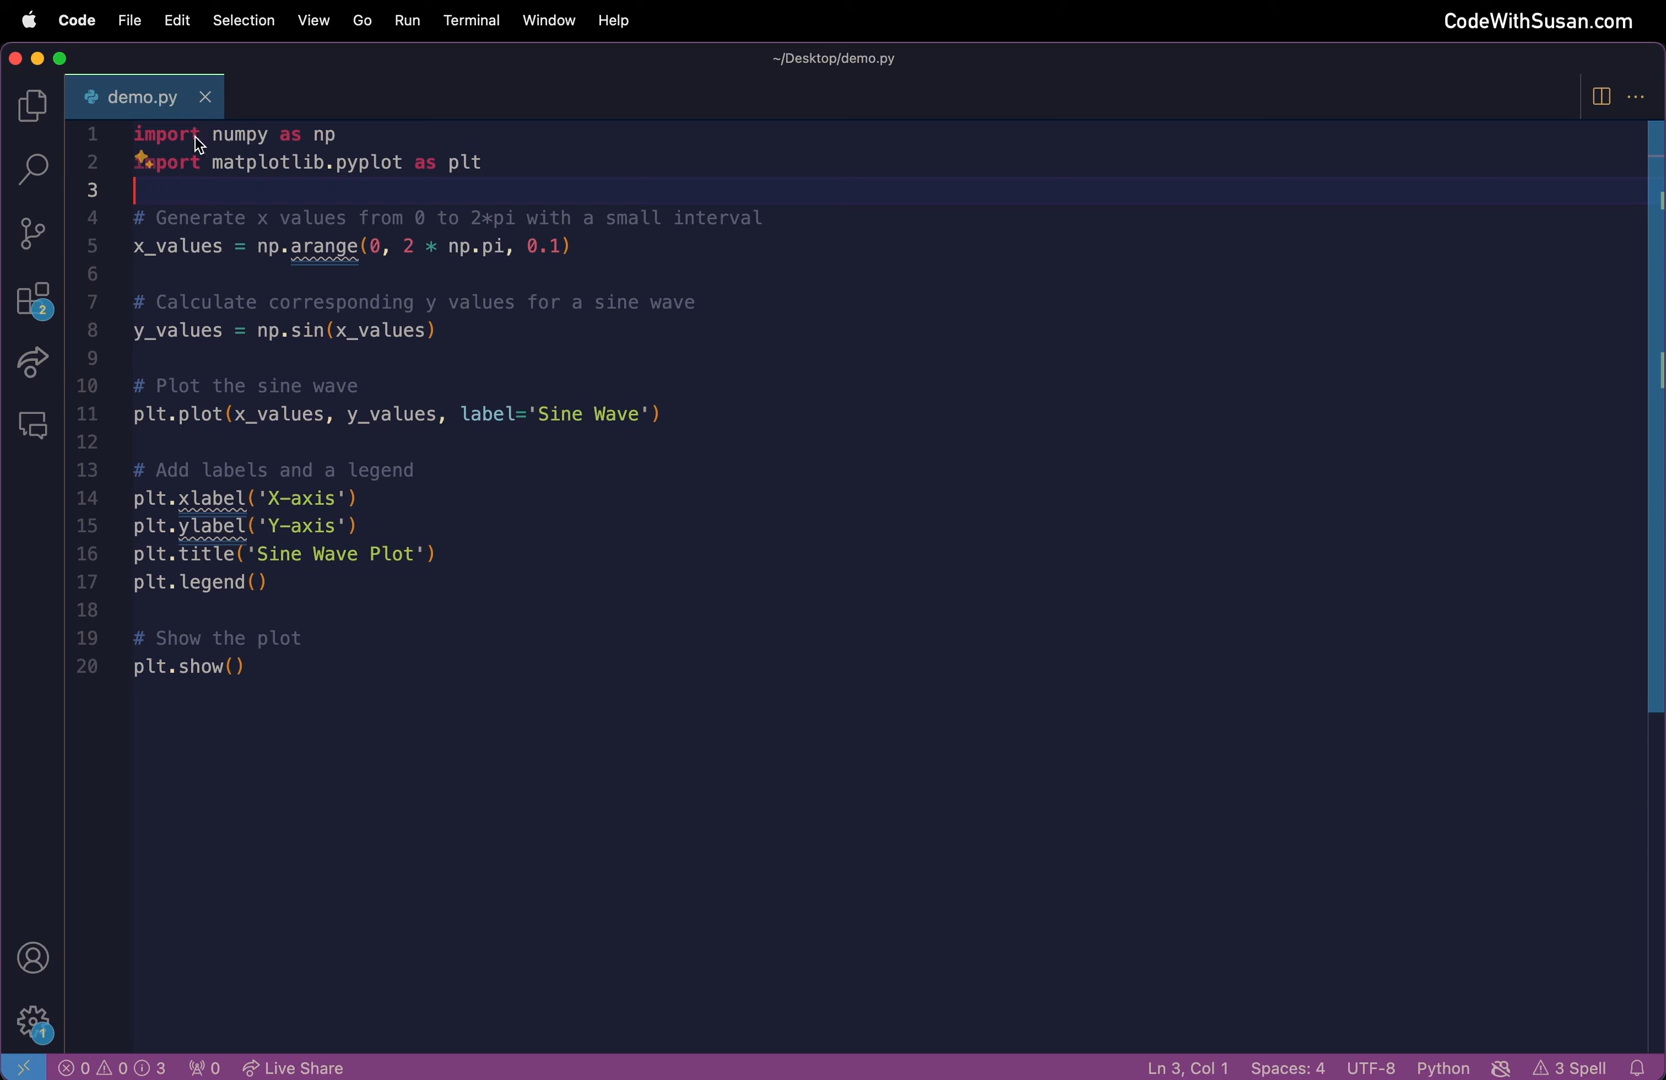 Code File Edit Selection View Go Run Terminal Window Help CodeWithSusan.com
~/Desktop/demo.py
demo.py
1 import numpy as np
2 import matplotlib.pyplot as plt
3
4 # Generate x values from 0 to 2*pi with a small interval
5 x_values = np.arange(0, 2 * np.pi, 0.1)
6
7 # Calculate corresponding y values for a sine wave
8 y_values = np.sin(x_values)
9
10 # Plot the sine wave
11 plt.plot(x_values, y_values, label='Sine Wave')
12
13 # Add labels and a legend
14 plt.xlabel('X-axis')
15 plt.ylabel('Y-axis')
16 plt.title('Sine Wave Plot')
17 plt.legend()
18
19 # Show the plot
20 plt.show()
2
1
0 0 3 0 Live Share Ln 3, Col 1 Spaces: 4 UTF-8 Python 3 Spell